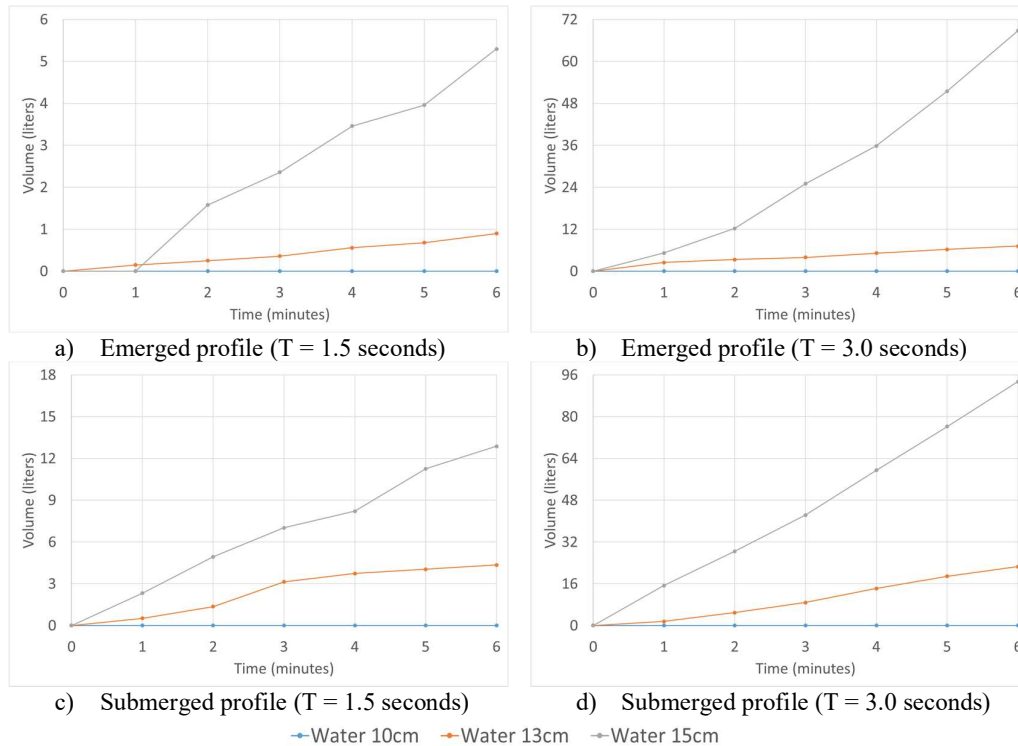 6
5
4
3
2
1
0
Volume (liters)
0 1 2 3 4 5 6
Time (minutes)
a) Emerged profile (T = 1.5 seconds)
72
60
48
36
24
12
0
Volume (liters)
0 1 2 3 4 5 6
Time (minutes)
b) Emerged profile (T = 3.0 seconds)
18
15
12
9
6
3
0
Volume (liters)
0 1 2 3 4 5 6
Time (minutes)
c) Submerged profile (T = 1.5 seconds)
96
80
64
48
32
16
0
Volume (liters)
0 1 2 3 4 5 6
Time (minutes)
d) Submerged profile (T = 3.0 seconds)
Water 10cm Water 13cm Water 15cm